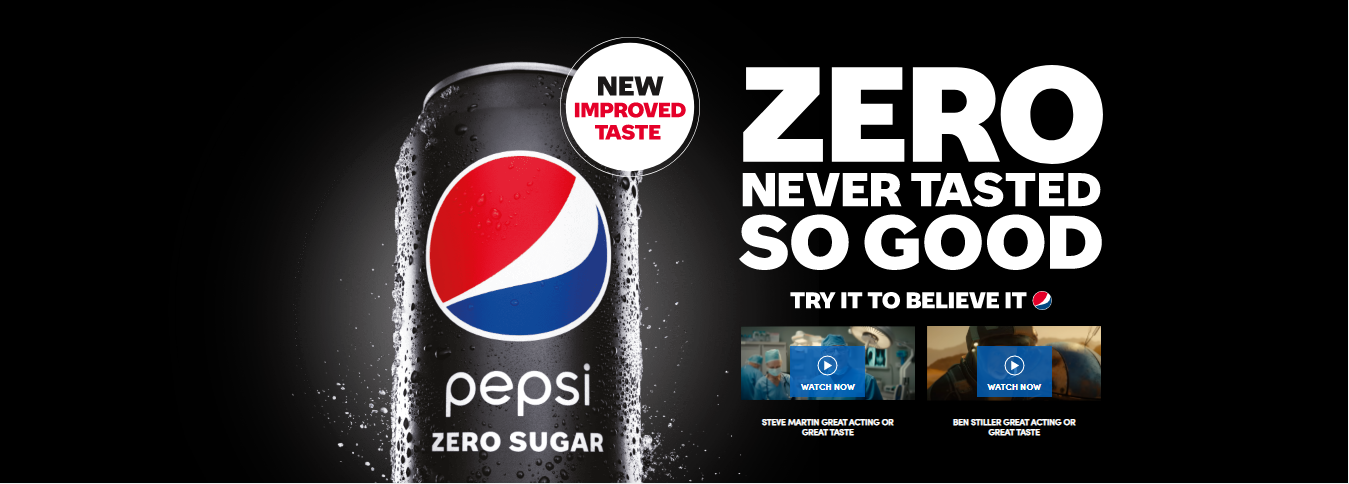 NEW
IMPROVED
TASTE
pepsi
ZERO SUGAR
ZERO
NEVER TASTED
SO GOOD
TRY IT TO BELIEVE IT
WATCH NOW
STEVE MARTIN GREAT ACTING OR
GREAT TASTE
WATCH NOW
BEN STILLER GREAT ACTING OR
GREAT TASTE